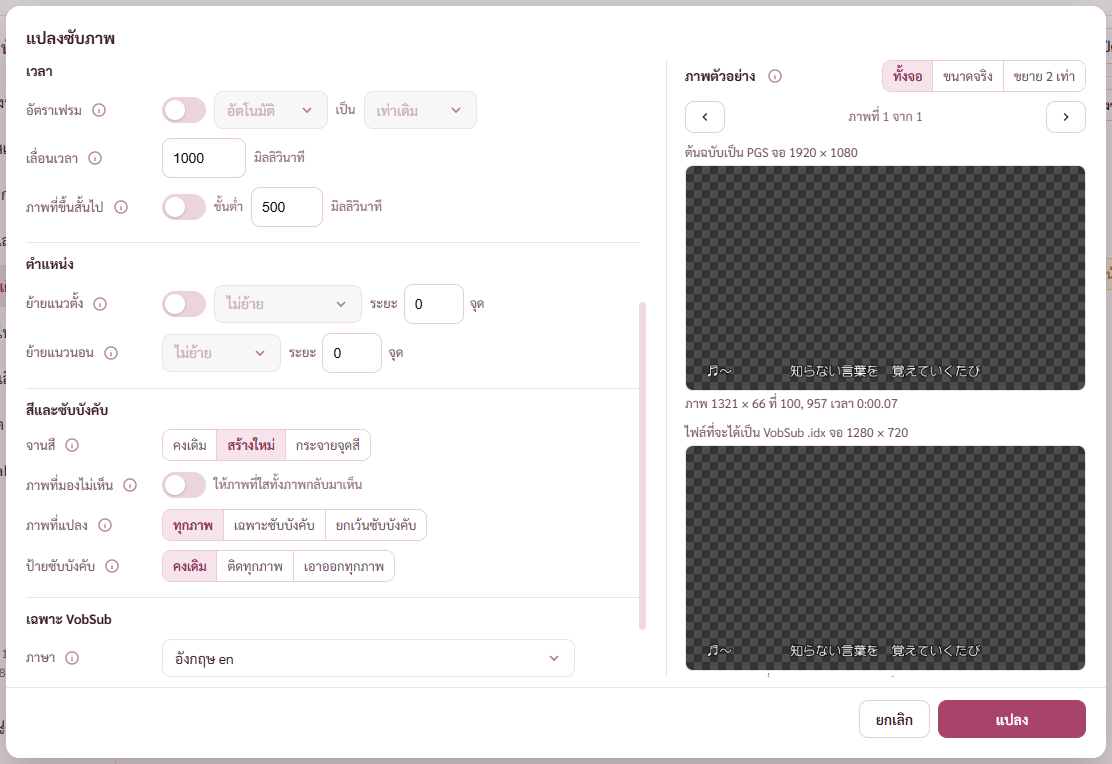 แปลงซับภาพ
เวลา
อัตราเฟรม อัตโนมัติ เป็น เท่าเดิม
เลื่อนเวลา 1000 มิลลิวินาที
ภาพที่ขึ้นสั้นไป ขั้นต่ำ 500 มิลลิวินาที
ตำแหน่ง
ย้ายแนวตั้ง ไม่ย้าย ระยะ 0 จุด
ย้ายแนวนอน ไม่ย้าย ระยะ 0 จุด
สีและซับบังคับ
จานสี คงเดิม สร้างใหม่ กระจายจุดสี
ภาพที่มองไม่เห็น ให้ภาพที่ใสทั้งภาพกลับมาเห็น
ภาพที่แปลง ทุกภาพ เฉพาะซับบังคับ ยกเว้นซับบังคับ
ป้ายซับบังคับ คงเดิม ติดทุกภาพ เอาออกทุกภาพ
เฉพาะ VobSub
ภาษา อังกฤษ en
ภาพตัวอย่าง ทั้งจอ ขนาดจริง ขยาย 2 เท่า
ภาพที่ 1 จาก 1
ต้นฉบับเป็น PGS จอ 1920 × 1080
♫～ 知らない言葉を 覚えていくたび
ภาพ 1321 × 66 ที่ 100, 957 เวลา 0:00.07
ไฟล์ที่จะได้เป็น VobSub .idx จอ 1280 × 720
♫～ 知らない言葉を 覚えていくたび
ยกเลิก แปลง